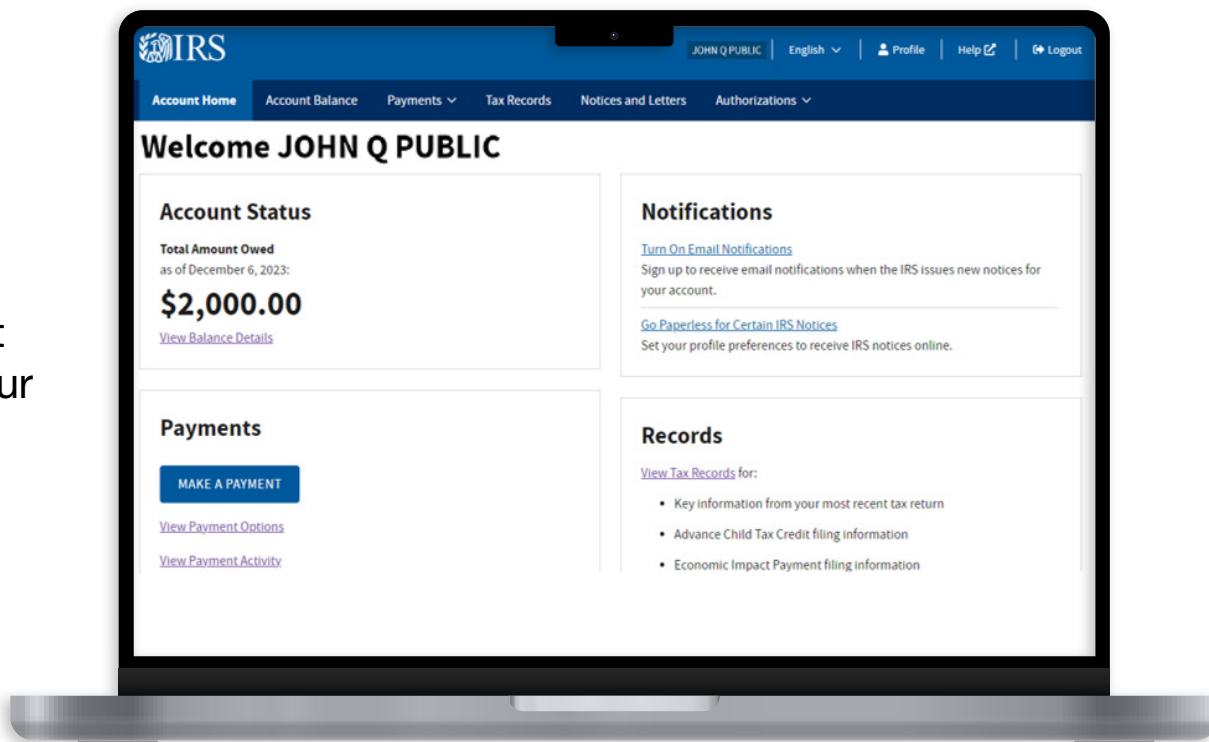 IRS
JOHN Q PUBLIC English Profile Help Logout
Account Home Account Balance Payments Tax Records Notices and Letters Authorizations
Welcome JOHN Q PUBLIC
Account Status
Total Amount Owed
as of December 6, 2023:
$2,000.00
View Balance Details
Notifications
Turn On Email Notifications
Sign up to receive email notifications when the IRS issues new notices for
your account.
Go Paperless for Certain IRS Notices
Set your profile preferences to receive IRS notices online.
Payments
MAKE A PAYMENT
View Payment Options
View Payment Activity
Records
View Tax Records for:
• Key information from your most recent tax return
• Advance Child Tax Credit filing information
• Economic Impact Payment filing information